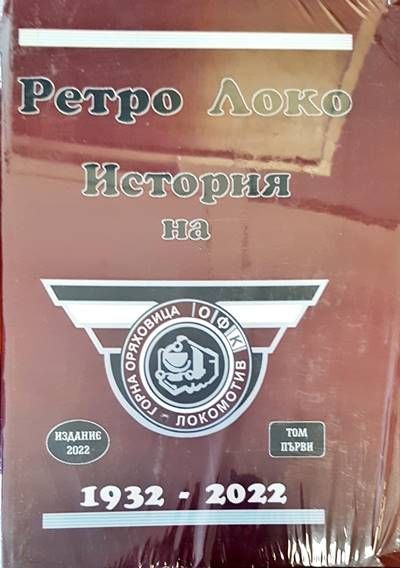 Ретро Локо
История
на
ГОРНА ОРЯХОВИЦА
ОФК
ЛОКОМОТИВ
ИЗДАНИЕ
2022
ТОМ
ПЪРВИ
1932 - 2022